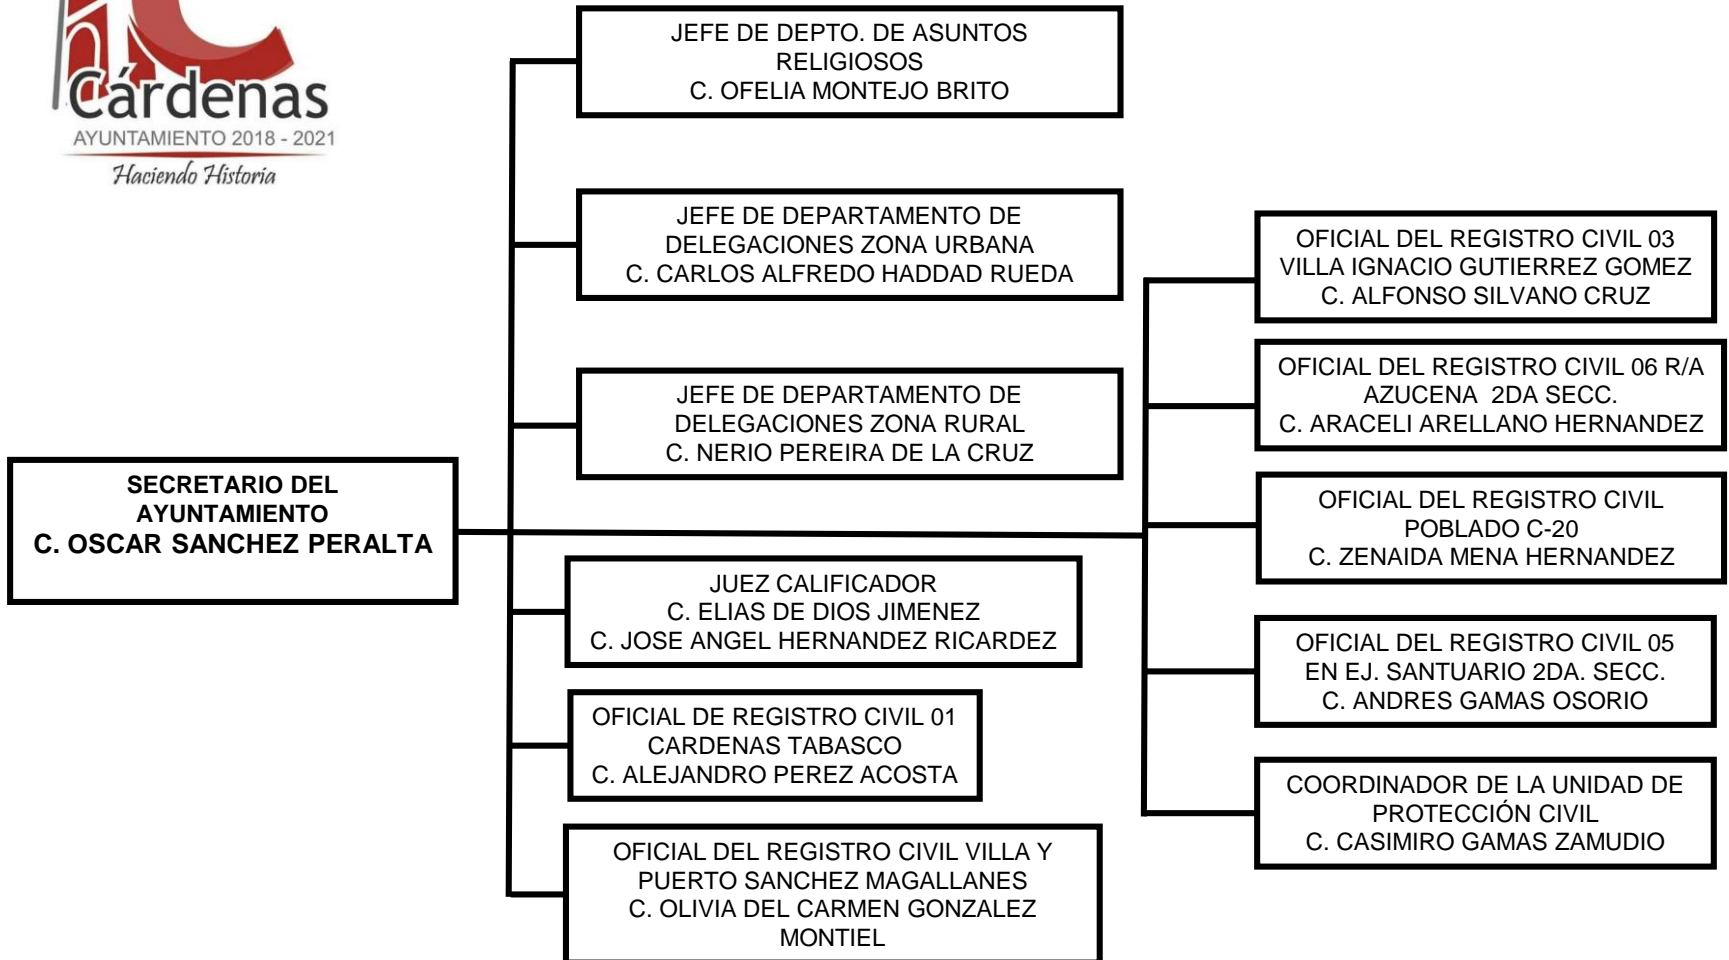 Cárdenas
AYUNTAMIENTO 2018 - 2021
Haciendo Historia
SECRETARIO DEL
AYUNTAMIENTO
C. OSCAR SANCHEZ PERALTA
JEFE DE DEPTO. DE ASUNTOS
RELIGIOSOS
C. OFELIA MONTEJO BRITO
JEFE DE DEPARTAMENTO DE
DELEGACIONES ZONA URBANA
C. CARLOS ALFREDO HADDAD RUEDA
JEFE DE DEPARTAMENTO DE
DELEGACIONES ZONA RURAL
C. NERIO PEREIRA DE LA CRUZ
JUEZ CALIFICADOR
C. ELIAS DE DIOS JIMENEZ
C. JOSE ANGEL HERNANDEZ RICARDEZ
OFICIAL DE REGISTRO CIVIL 01
CARDENAS TABASCO
C. ALEJANDRO PEREZ ACOSTA
OFICIAL DEL REGISTRO CIVIL VILLA Y
PUERTO SANCHEZ MAGALLANES
C. OLIVIA DEL CARMEN GONZALEZ
MONTIEL
OFICIAL DEL REGISTRO CIVIL 03
VILLA IGNACIO GUTIERREZ GOMEZ
C. ALFONSO SILVANO CRUZ
OFICIAL DEL REGISTRO CIVIL 06 R/A
AZUCENA 2DA SECC.
C. ARACELI ARELLANO HERNANDEZ
OFICIAL DEL REGISTRO CIVIL
POBLADO C-20
C. ZENAIDA MENA HERNANDEZ
OFICIAL DEL REGISTRO CIVIL 05
EN EJ. SANTUARIO 2DA. SECC.
C. ANDRES GAMAS OSORIO
COORDINADOR DE LA UNIDAD DE
PROTECCIÓN CIVIL
C. CASIMIRO GAMAS ZAMUDIO